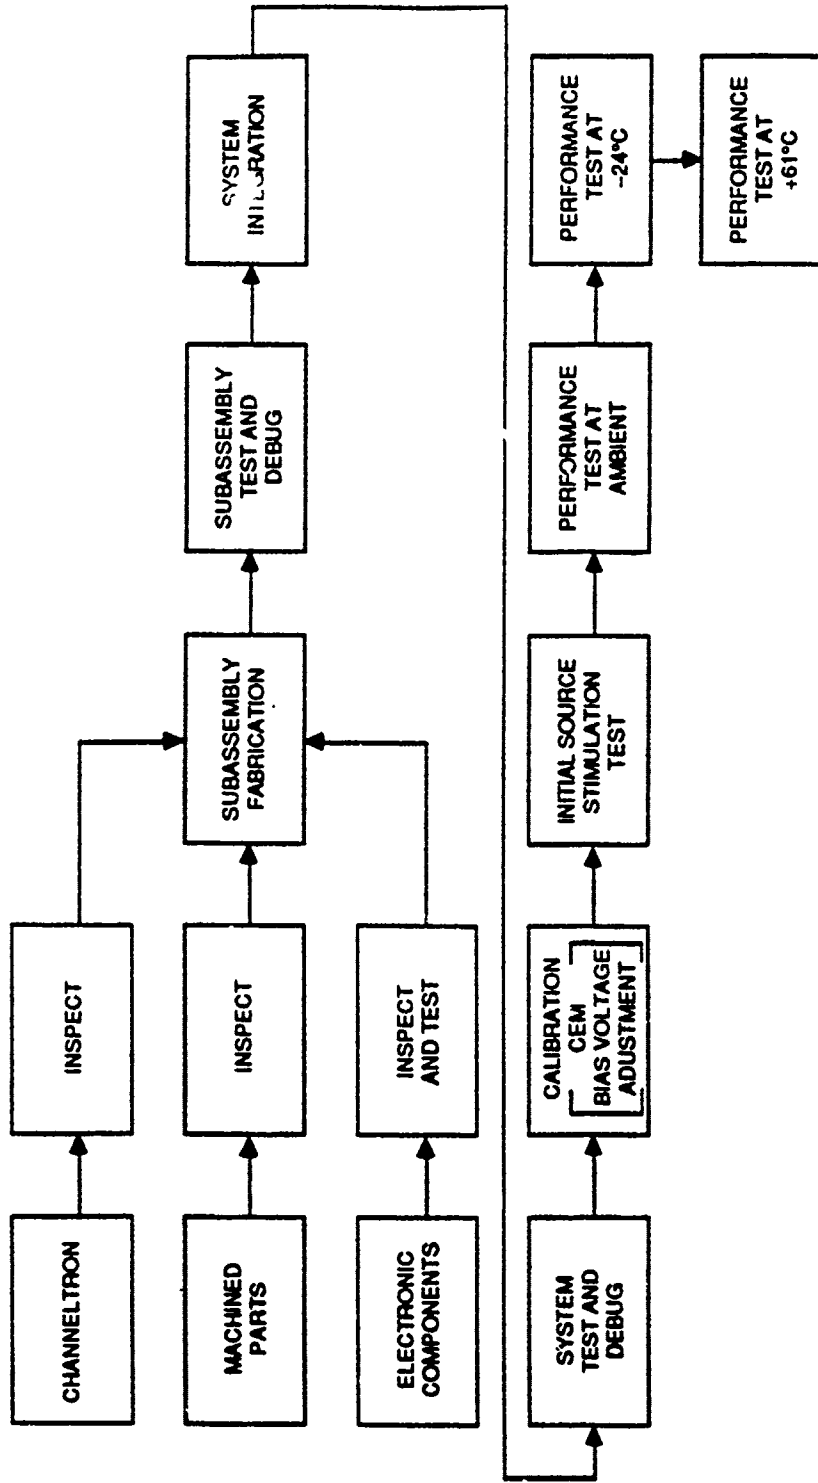 CHANNELTRON
INSPECT
MACHINED
PARTS
INSPECT
ELECTRONIC
COMPONENTS
INSPECT
AND TEST
SUBASSEMBLY
FABRICATION
SUBASSEMBLY
TEST AND
DEBUG
SYSTEM
SYSTEM
TEST AND
DEBUG
CALIBRATION
CEM
BIAS VOLTAGE
ADUSTMENT
INITIAL SOURCE
STIMULATION
TEST
PERFORMANCE
TEST AT
AMBIENT
PERFORMANCE
TEST AT
-24°C
PERFORMANCE
TEST AT
+61°C